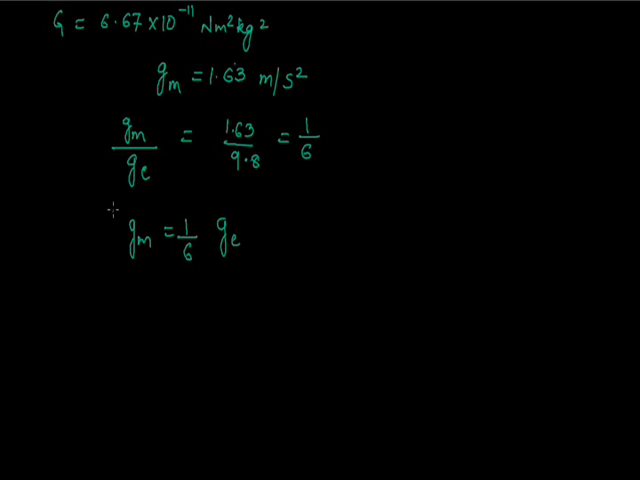 G = 6.67×10⁻¹¹ Nm²kg²
gₘ = 1.63 m/s²
gₘ/gₑ = 1.63/9.8 = 1/6
gₘ = 1/6 gₑ